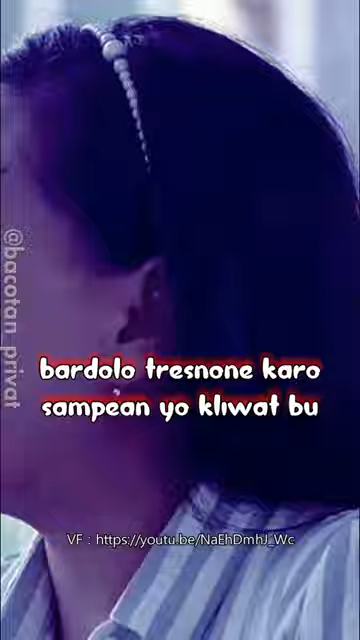 bardolo tresnone karo
sampean yo kliwat bu
@bacotan_privat
VF : https://youtu.be/NaEhDmhJ_Wc